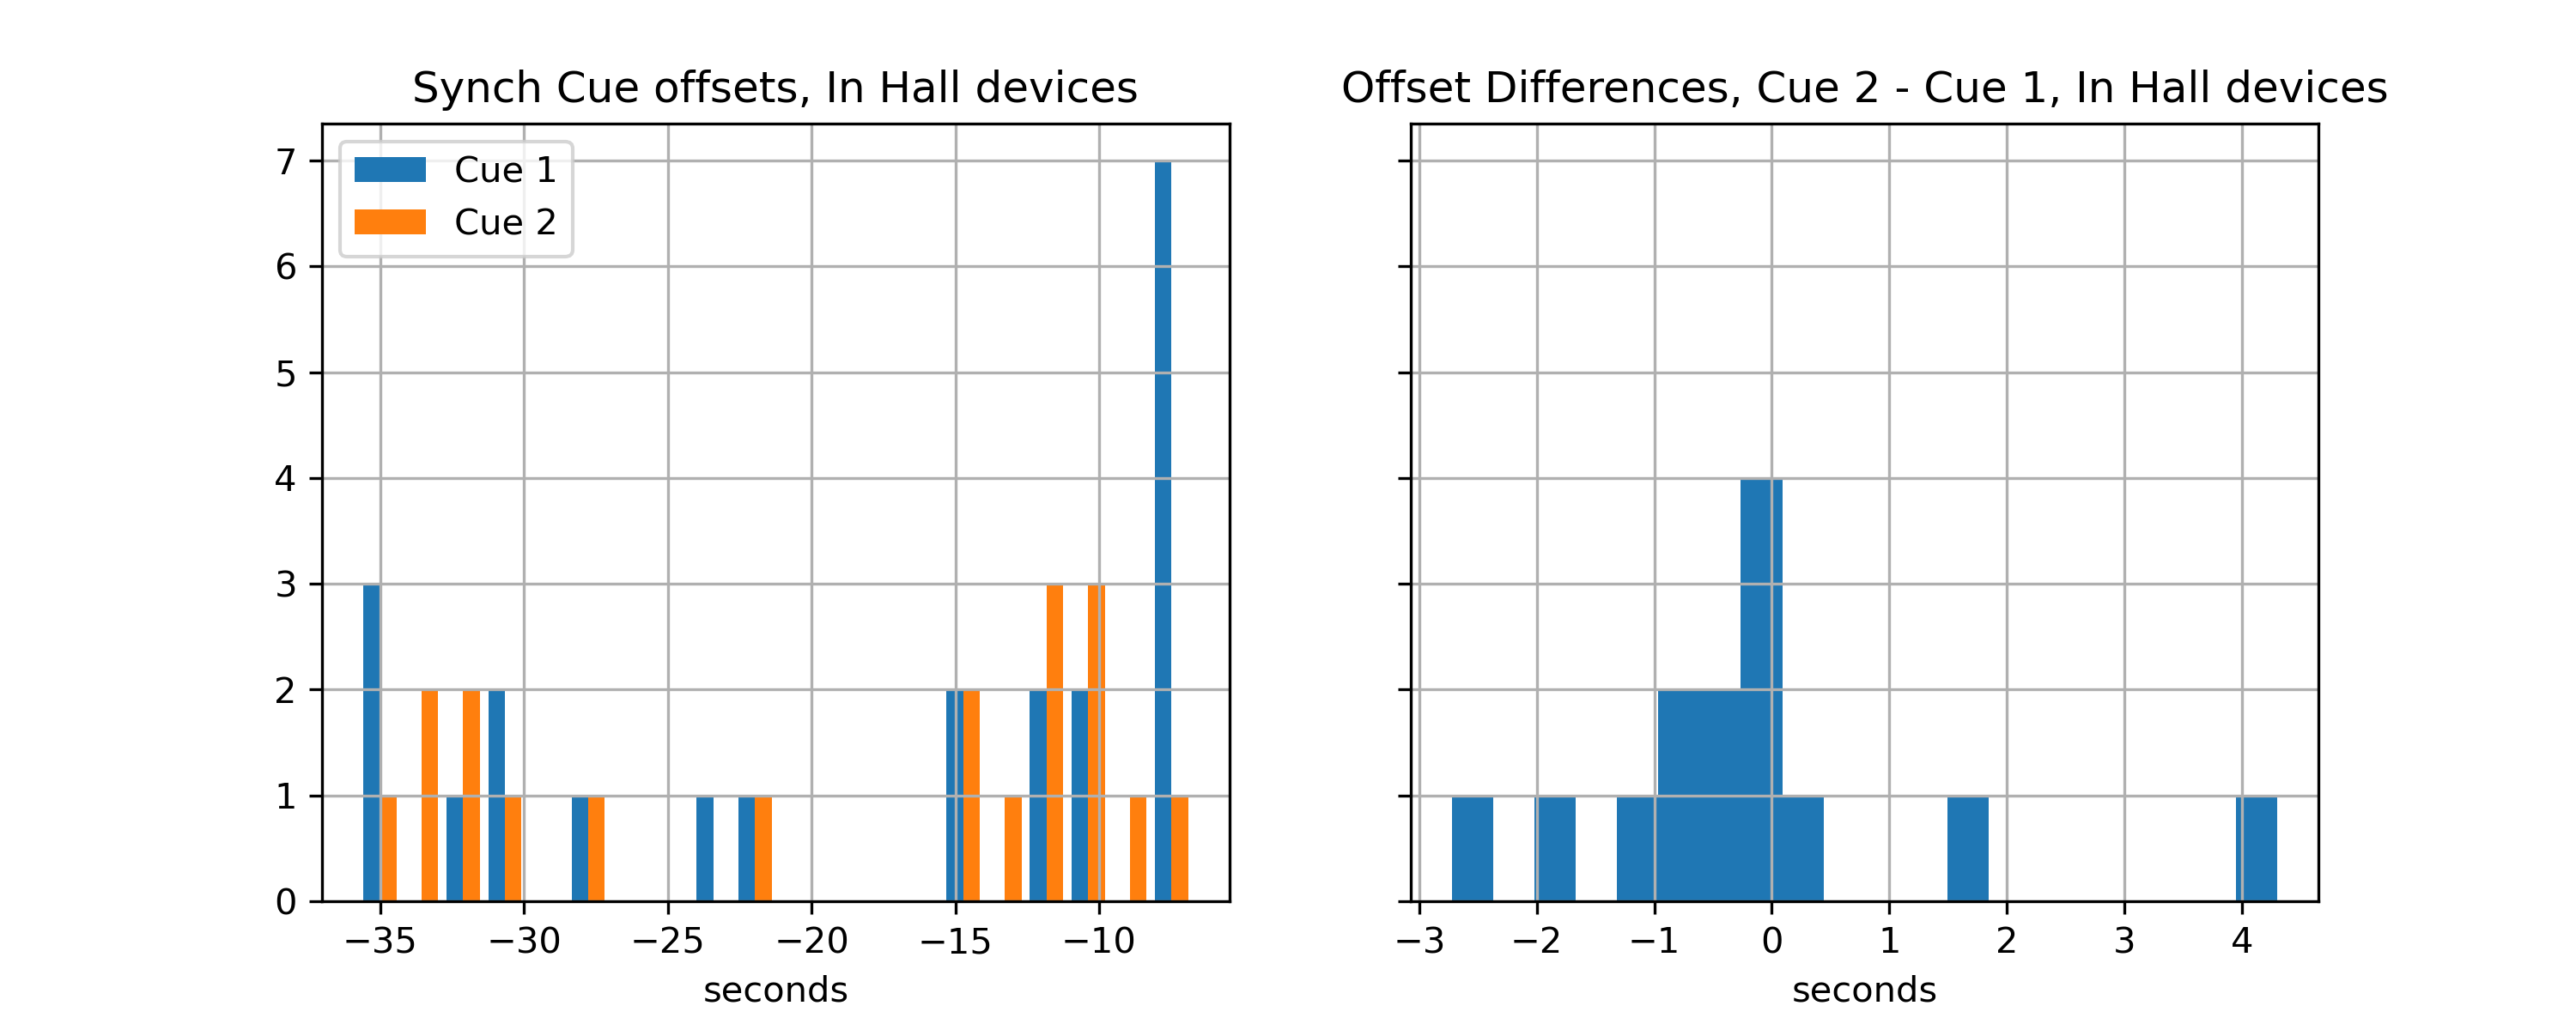 Synch Cue offsets, In Hall devices
Cue 1
Cue 2
7
6
5
4
3
2
1
0
−35 −30 −25 −20 −15 −10
seconds
Offset Differences, Cue 2 - Cue 1, In Hall devices
−3 −2 −1 0 1 2 3 4
seconds